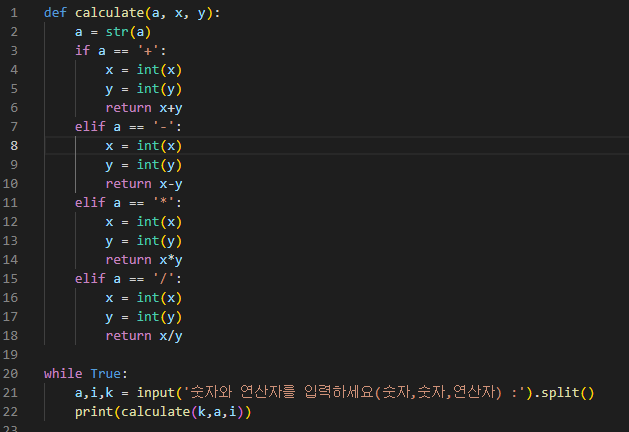 1 def calculate(a, x, y):
2     a = str(a)
3     if a == '+':
4         x = int(x)
5         y = int(y)
6         return x+y
7     elif a == '-':
8         x = int(x)
9         y = int(y)
10         return x-y
11     elif a == '*':
12         x = int(x)
13         y = int(y)
14         return x*y
15     elif a == '/':
16         x = int(x)
17         y = int(y)
18         return x/y
19
20 while True:
21     a,i,k = input('숫자와 연산자를 입력하세요(숫자,숫자,연산자) :').split()
22     print(calculate(k,a,i))
23